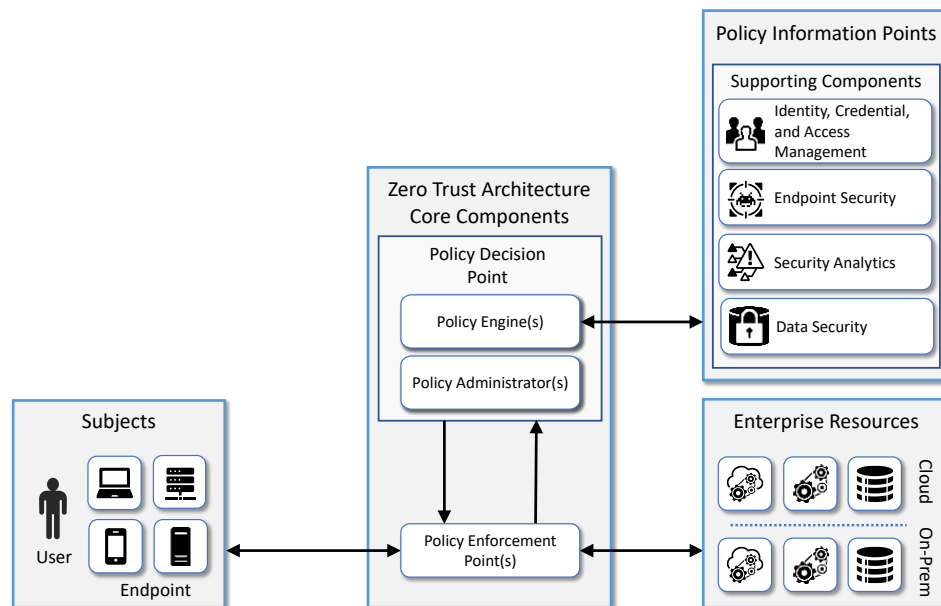 Policy Information Points
Supporting Components
Identity, Credential,
and Access
Management
Endpoint Security
Security Analytics
Data Security
Zero Trust Architecture
Core Components
Policy Decision
Point
Policy Engine(s)
Policy Administrator(s)
Policy Enforcement
Point(s)
Subjects
User
Endpoint
Enterprise Resources
Cloud
On-Prem